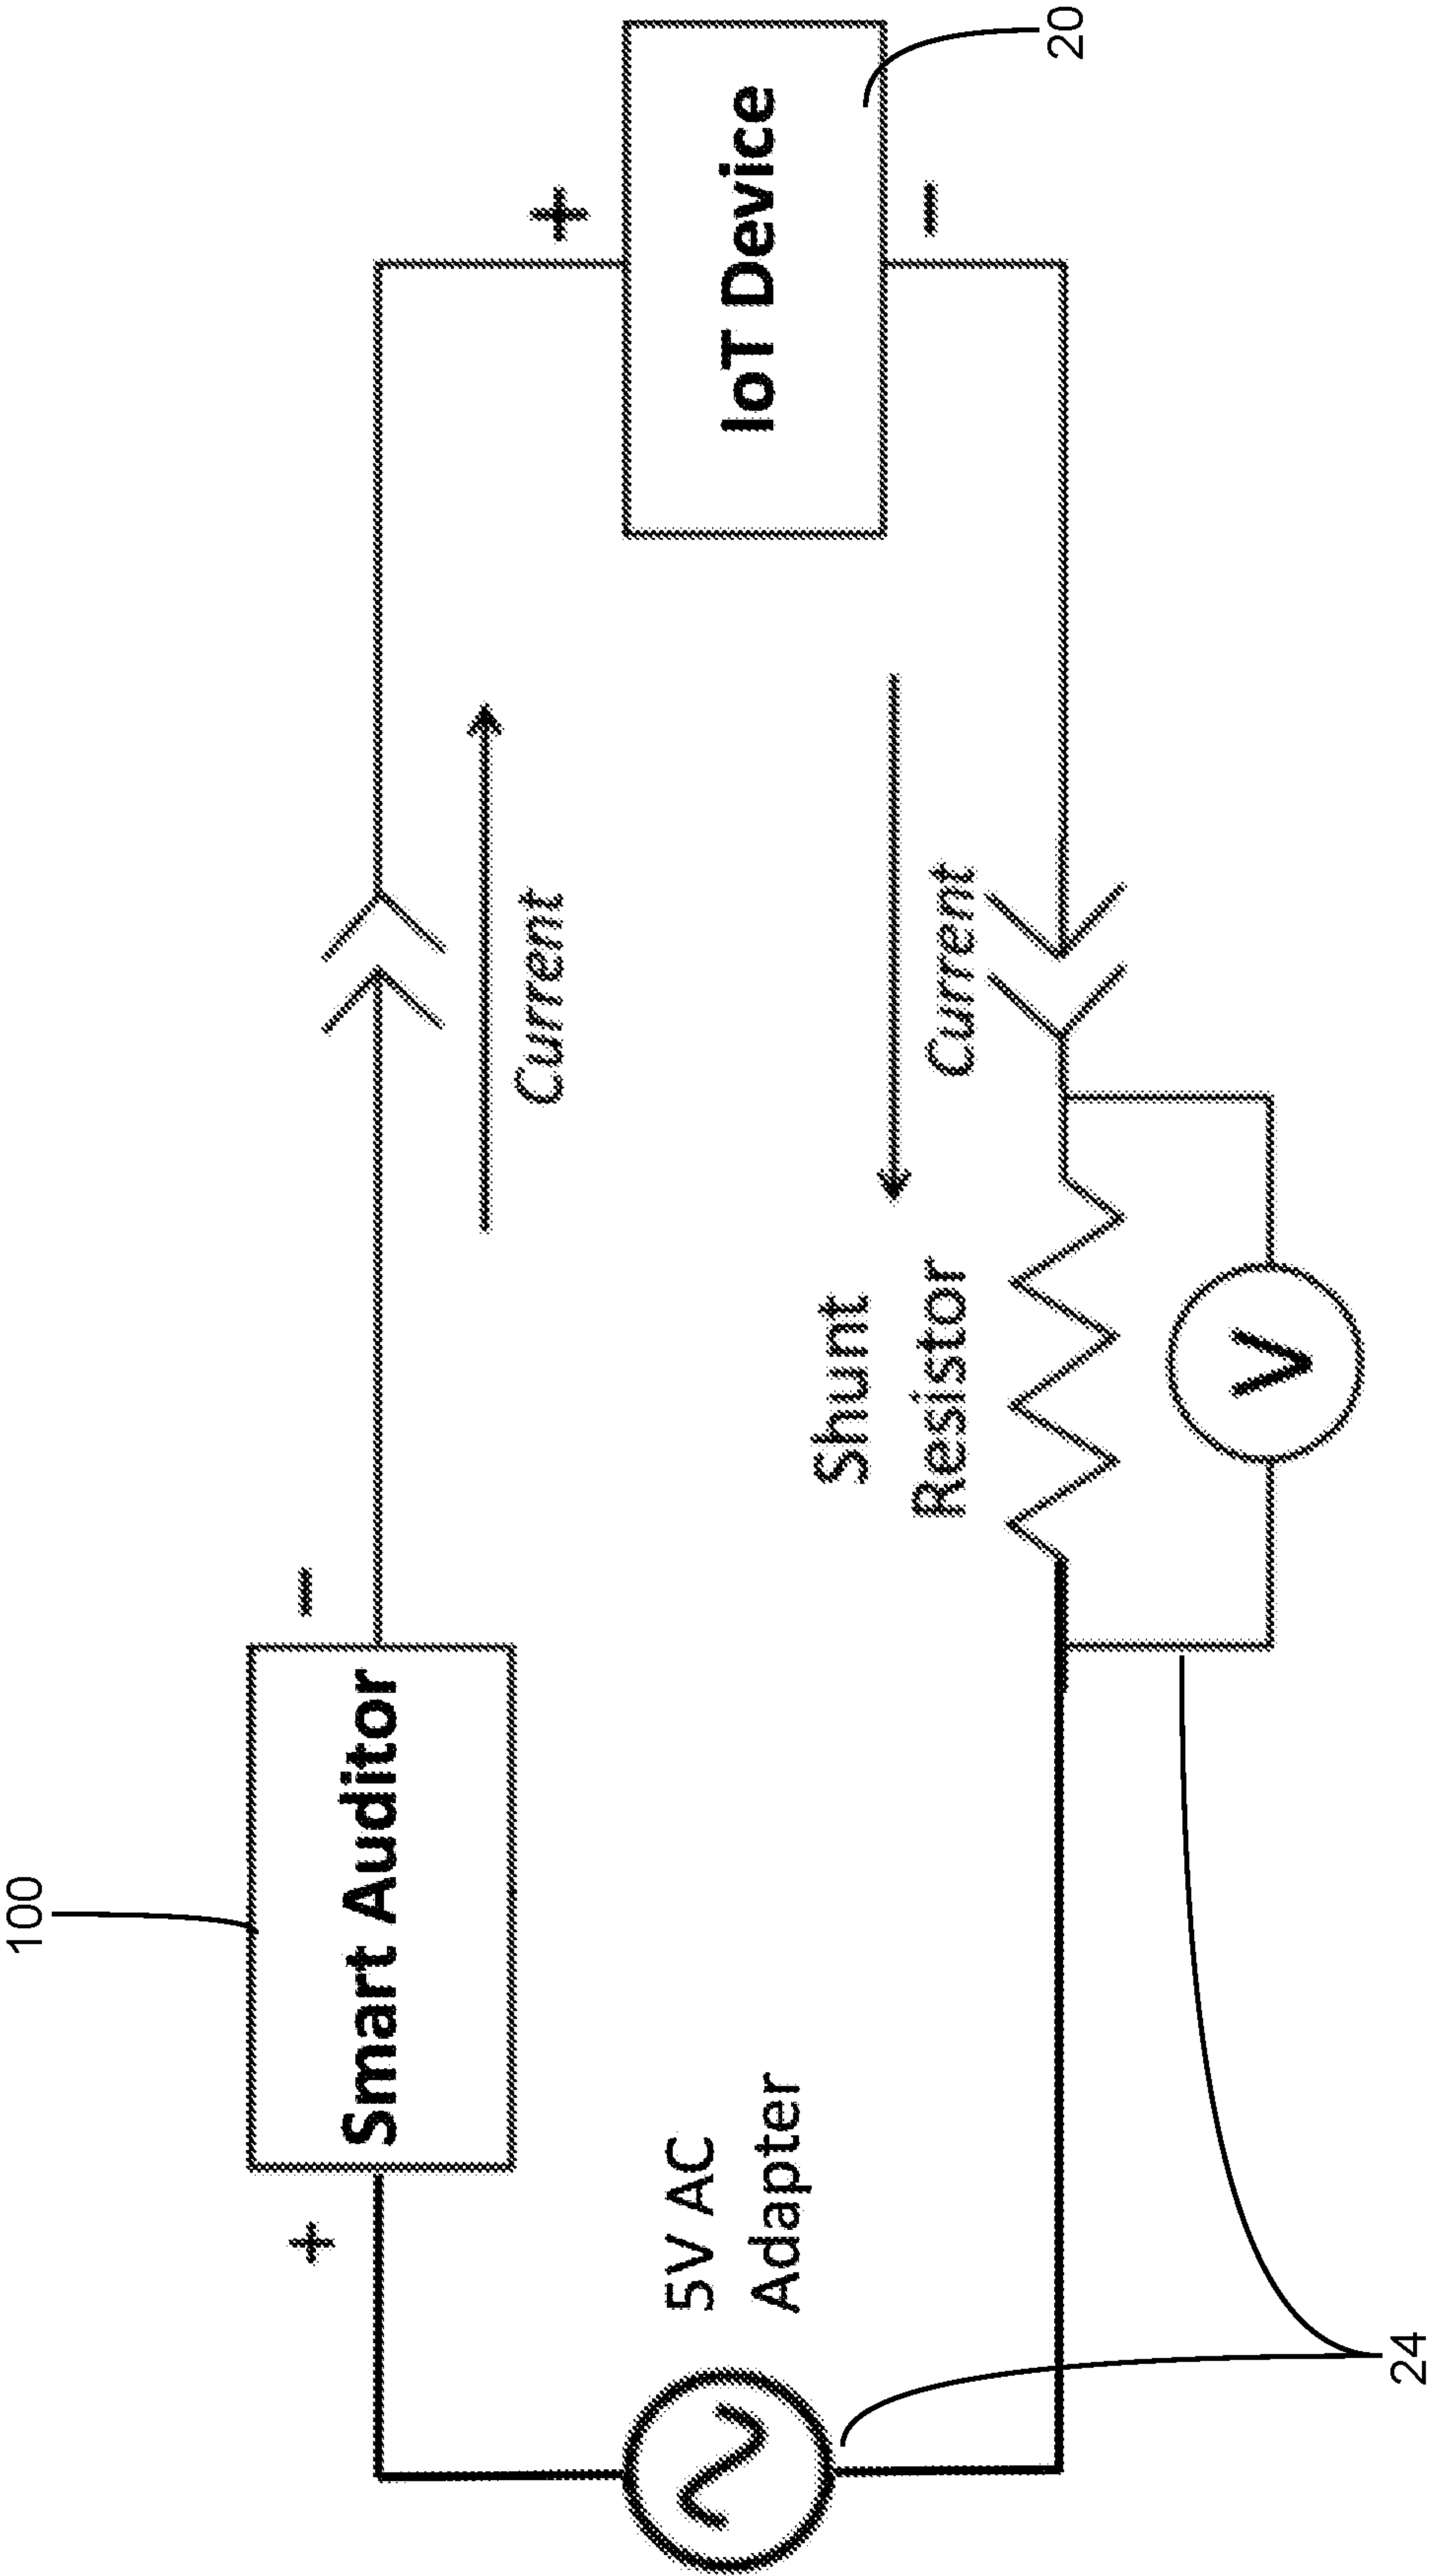 100
Smart Auditor
+
−
5V AC
Adapter
Current
+
IoT Device
−
20
Current
Shunt
Resistor
V
24